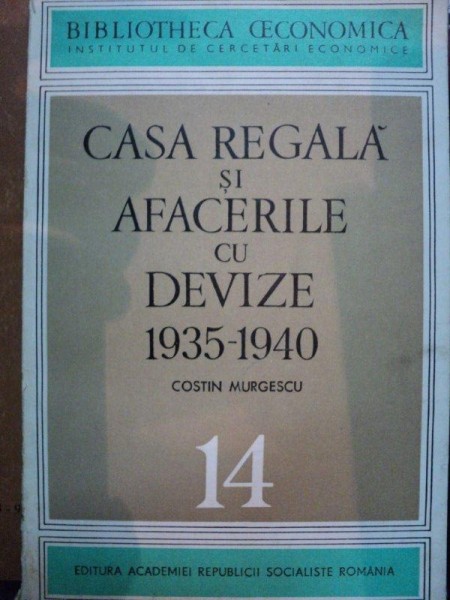 BIBLIOTHECA ŒCONOMICA
INSTITUTUL DE CERCETĂRI ECONOMICE
CASA REGALĂ
ȘI
AFACERILE
CU
DEVIZE
1935-1940
COSTIN MURGESCU
14
EDITURA ACADEMIEI REPUBLICII SOCIALISTE ROMÂNIA